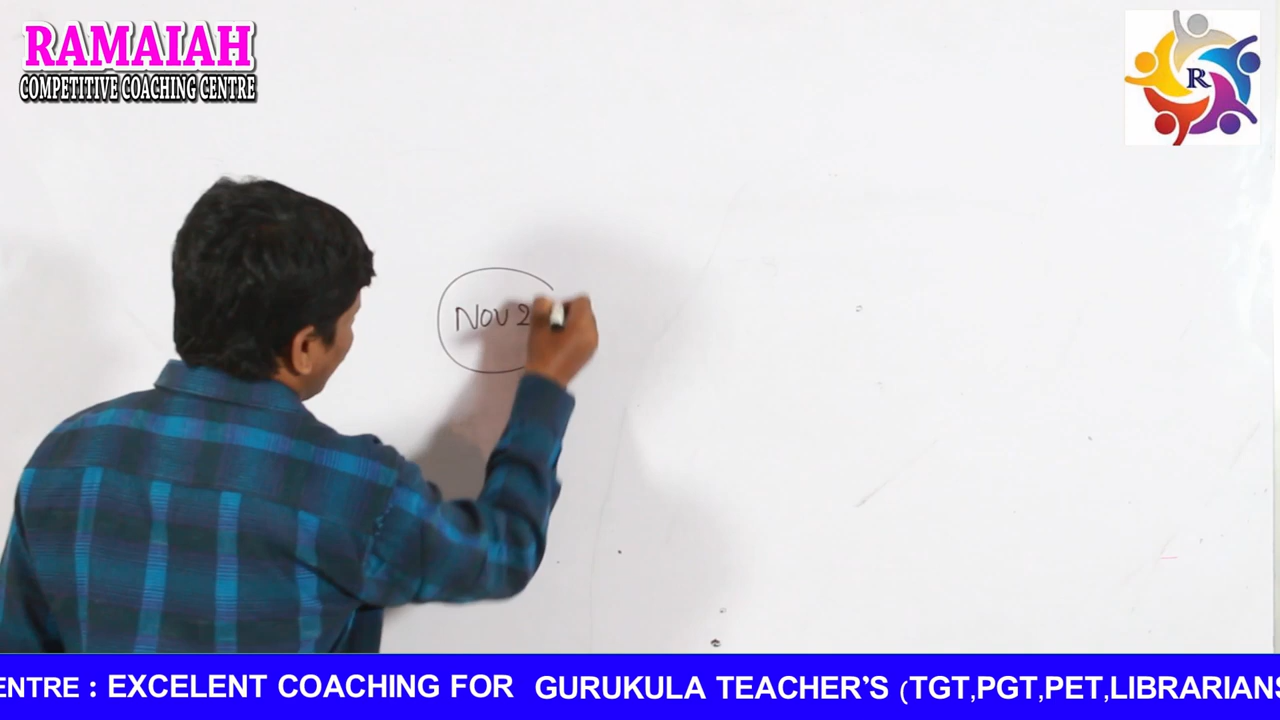 RAMAIAH
COMPETITIVE COACHING CENTRE
R
Nov 2
ENTRE : EXCELENT COACHING FOR GURUKULA TEACHER'S (TGT,PGT,PET,LIBRARIANS